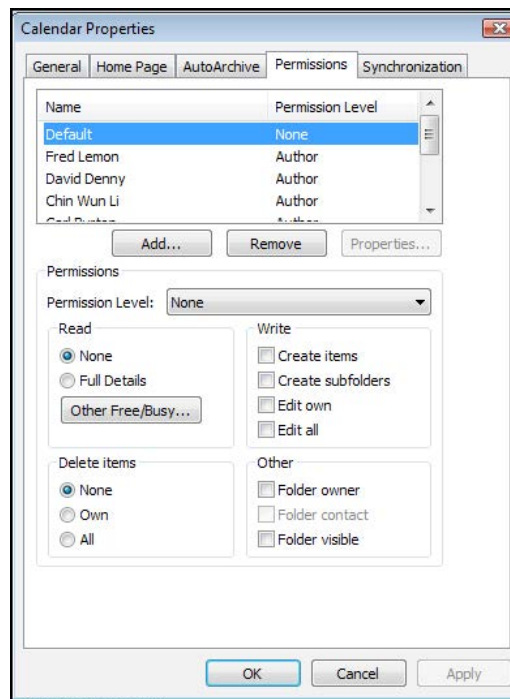 Calendar Properties
General Home Page AutoArchive Permissions Synchronization
Name Permission Level
Default None
Fred Lemon Author
David Denny Author
Chin Wun Li Author
Add... Remove Properties...
Permissions
Permission Level: None
Read Write
None Create items
Full Details Create subfolders
Other Free/Busy... Edit own
Edit all
Delete items Other
None Folder owner
Own Folder contact
All Folder visible
OK Cancel Apply